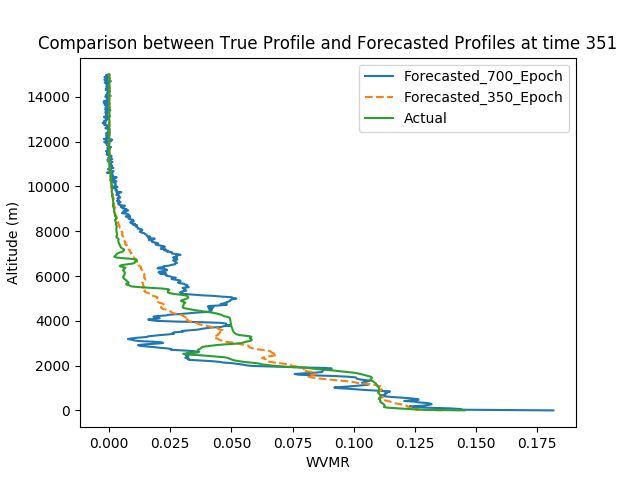 Comparison between True Profile and Forecasted Profiles at time 351
Forecasted_700_Epoch
Forecasted_350_Epoch
Actual
Altitude (m)
14000
12000
10000
8000
6000
4000
2000
0
0.000 0.025 0.050 0.075 0.100 0.125 0.150 0.175
WVMR